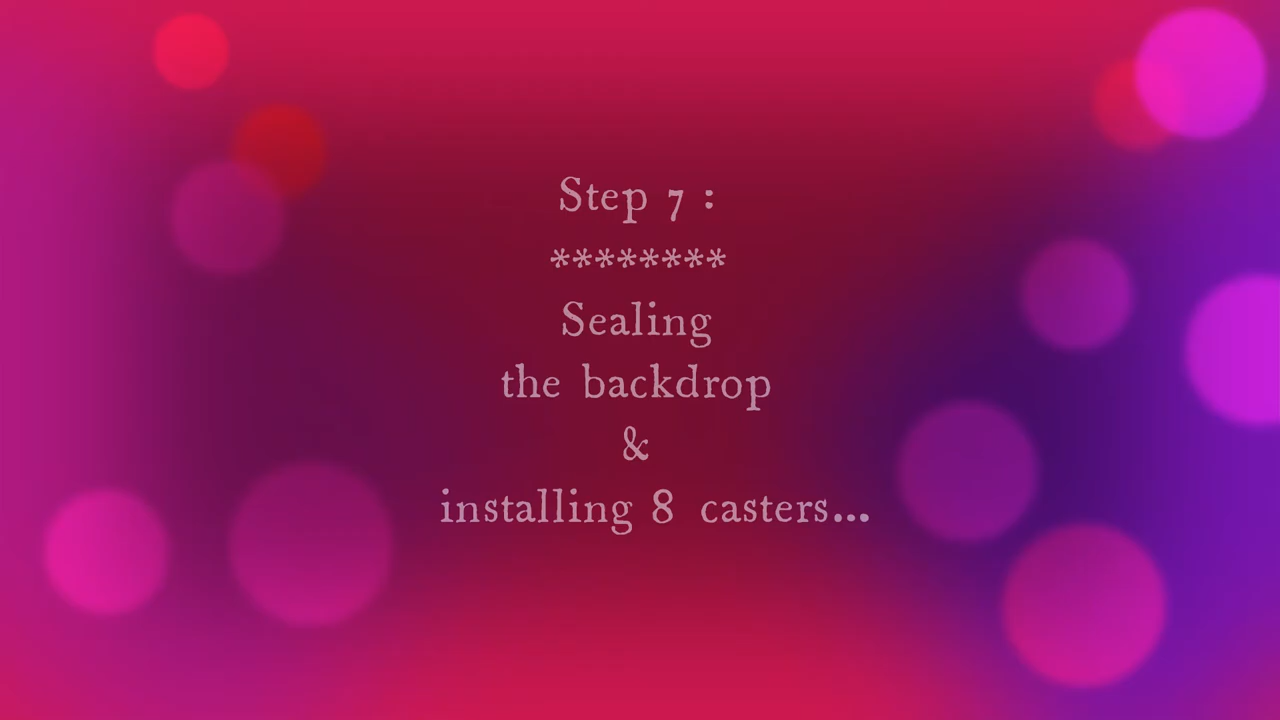 Step 7 :
********
Sealing
the backdrop
&
installing 8 casters...